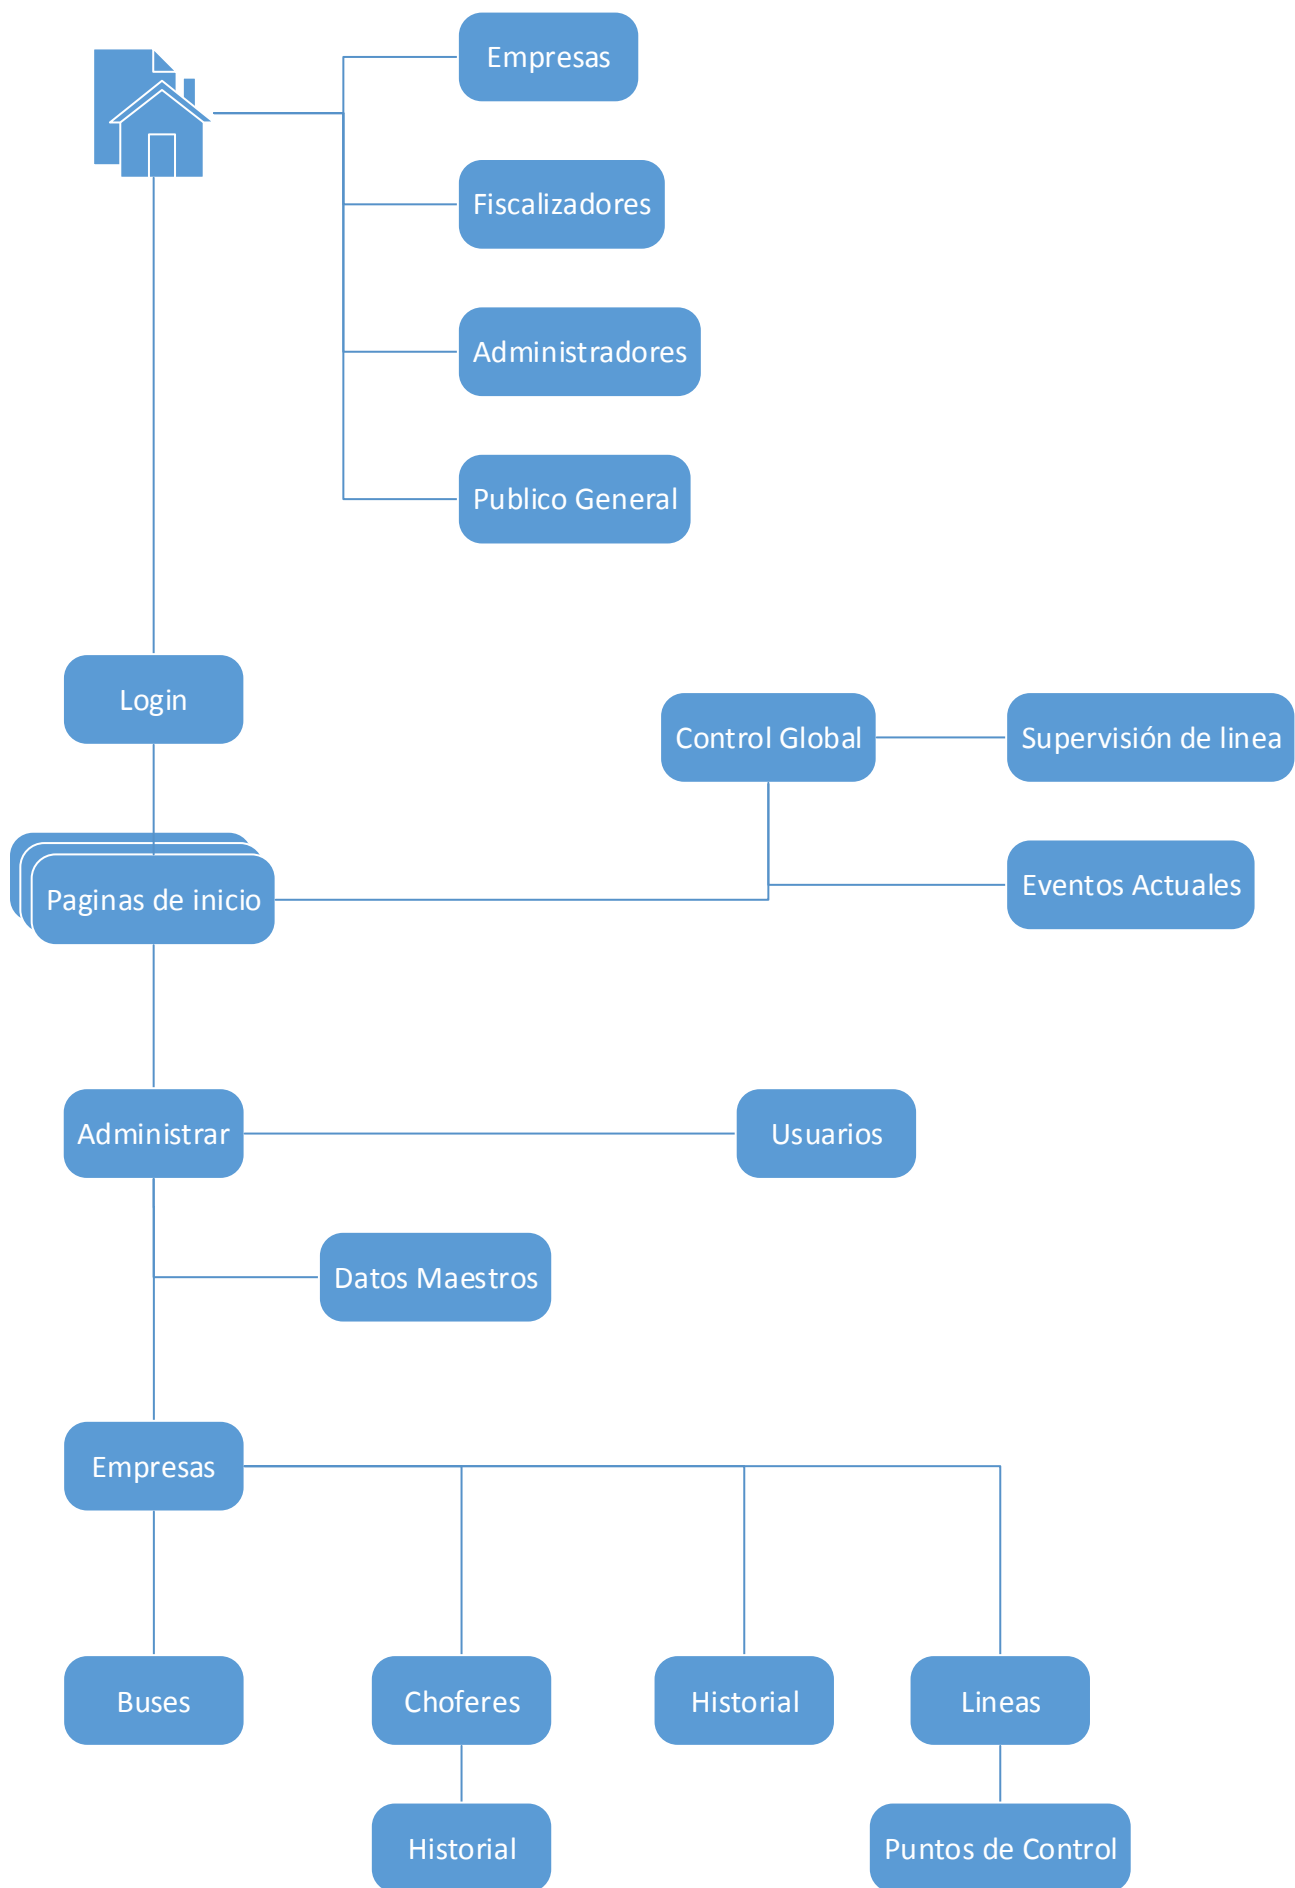 Empresas
Fiscalizadores
Administradores
Publico General
Login
Control Global
Supervisión de linea
Eventos Actuales
Paginas de inicio
Administrar
Usuarios
Datos Maestros
Empresas
Buses
Choferes
Historial
Lineas
Historial
Puntos de Control